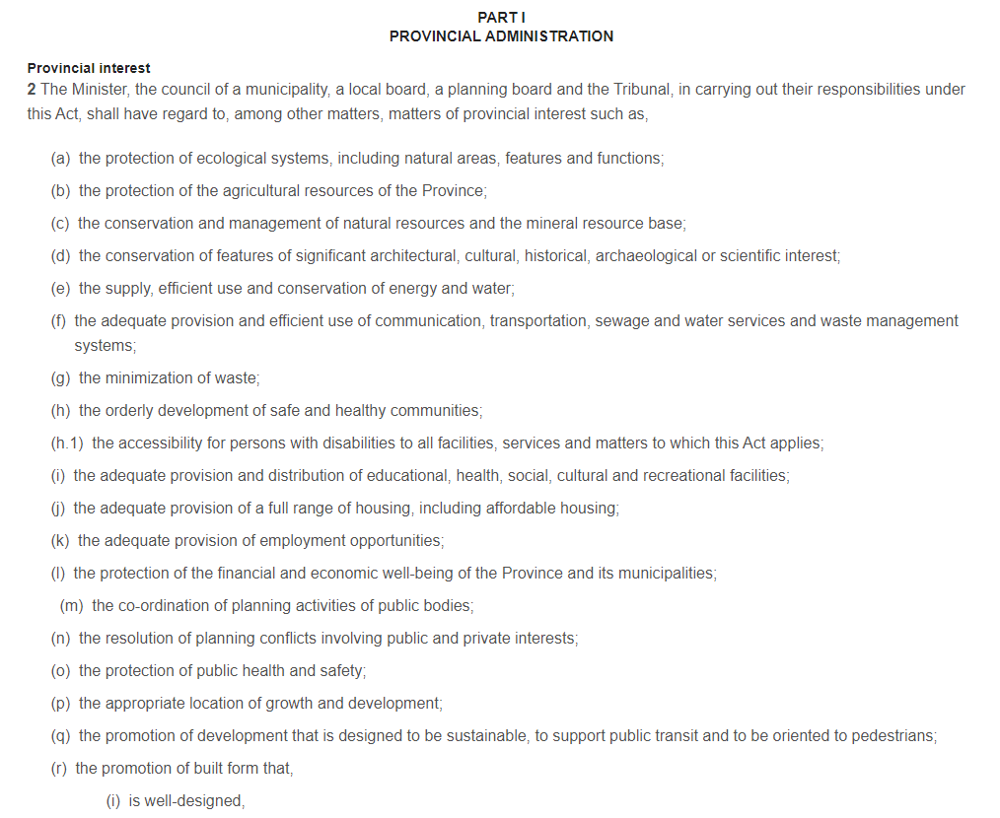 PART I
PROVINCIAL ADMINISTRATION
Provincial interest
2 The Minister, the council of a municipality, a local board, a planning board and the Tribunal, in carrying out their responsibilities under
this Act, shall have regard to, among other matters, matters of provincial interest such as,
(a) the protection of ecological systems, including natural areas, features and functions;
(b) the protection of the agricultural resources of the Province;
(c) the conservation and management of natural resources and the mineral resource base;
(d) the conservation of features of significant architectural, cultural, historical, archaeological or scientific interest;
(e) the supply, efficient use and conservation of energy and water;
(f) the adequate provision and efficient use of communication, transportation, sewage and water services and waste management
systems;
(g) the minimization of waste;
(h) the orderly development of safe and healthy communities;
(h.1) the accessibility for persons with disabilities to all facilities, services and matters to which this Act applies;
(i) the adequate provision and distribution of educational, health, social, cultural and recreational facilities;
(j) the adequate provision of a full range of housing, including affordable housing;
(k) the adequate provision of employment opportunities;
(l) the protection of the financial and economic well-being of the Province and its municipalities;
(m) the co-ordination of planning activities of public bodies;
(n) the resolution of planning conflicts involving public and private interests;
(o) the protection of public health and safety;
(p) the appropriate location of growth and development;
(q) the promotion of development that is designed to be sustainable, to support public transit and to be oriented to pedestrians;
(r) the promotion of built form that,
(i) is well-designed,